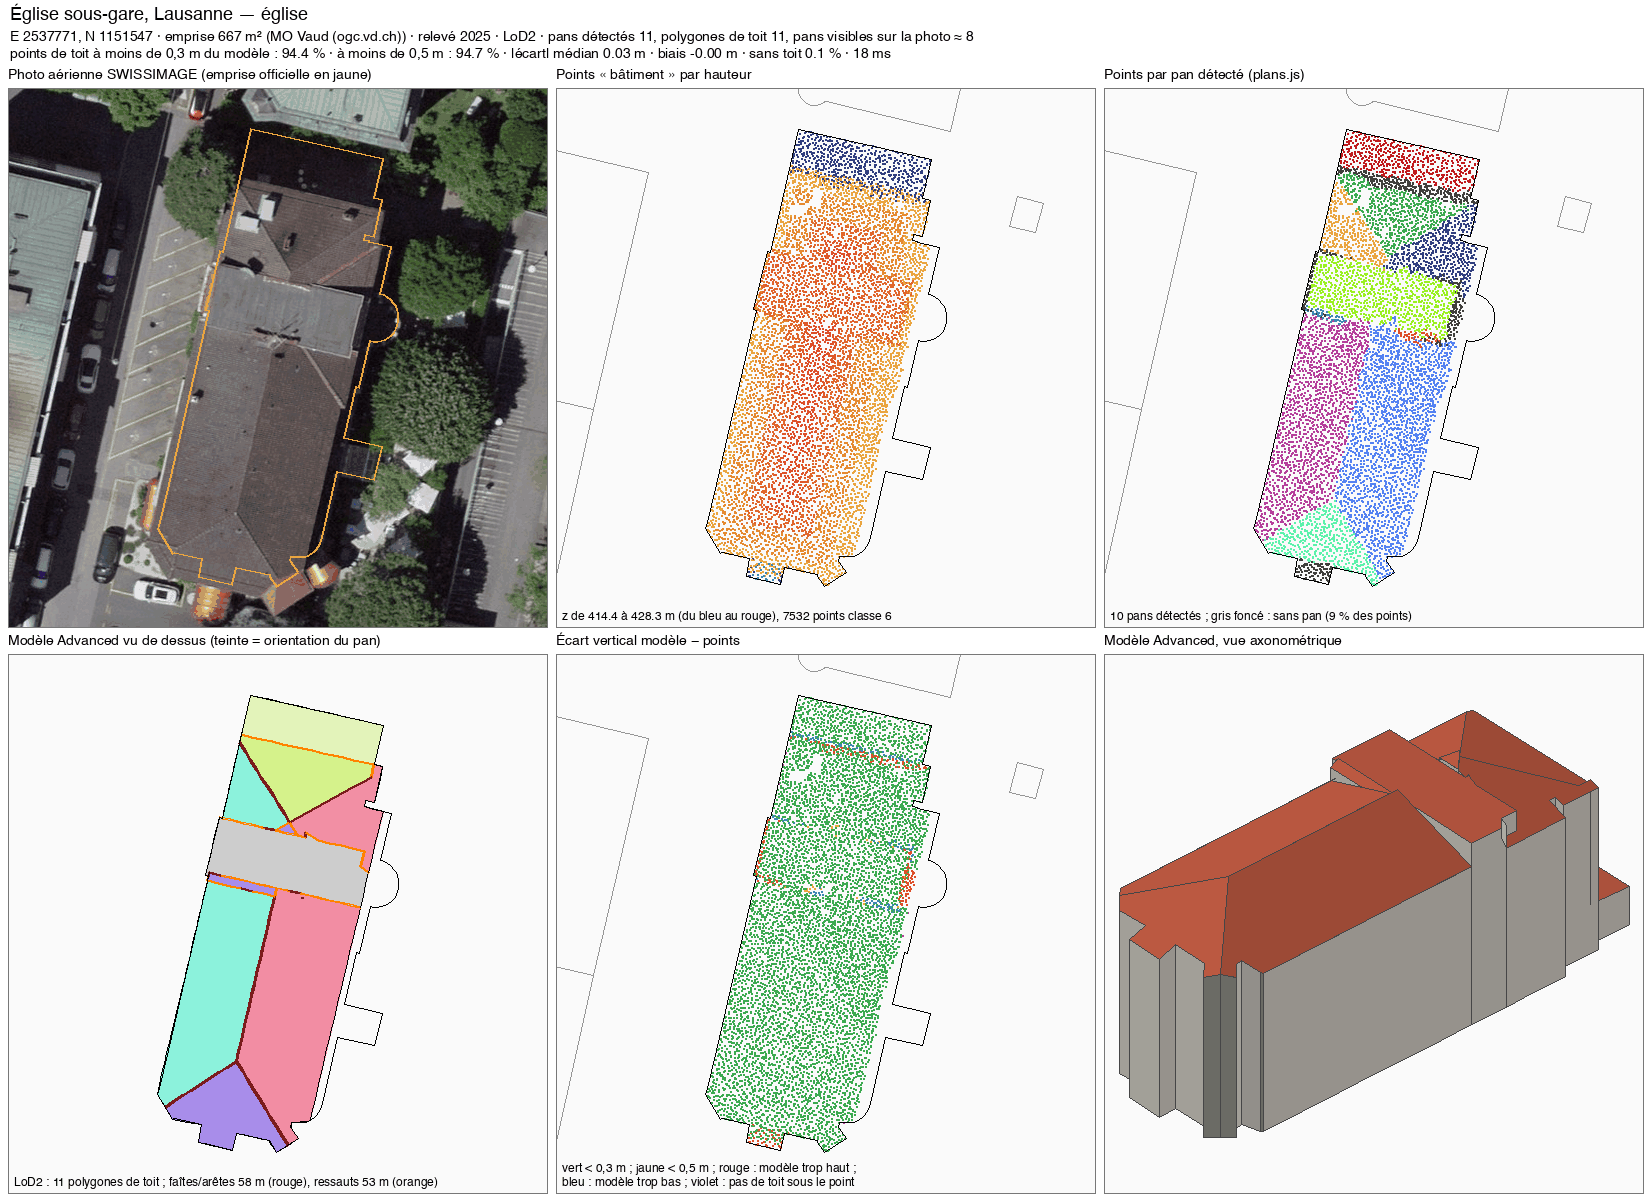 Église sous-gare, Lausanne — église
E 2537771, N 1151547 · emprise 667 m² (MO Vaud (ogc.vd.ch)) · relevé 2025 · LoD2 · pans détectés 11, polygones de toit 11, pans visibles sur la photo ≈ 8
points de toit à moins de 0,3 m du modèle : 94.4 % · à moins de 0,5 m : 94.7 % · lécartl médian 0.03 m · biais -0.00 m · sans toit 0.1 % · 18 ms
Photo aérienne SWISSIMAGE (emprise officielle en jaune)
Points « bâtiment » par hauteur
Points par pan détecté (plans.js)
z de 414.4 à 428.3 m (du bleu au rouge), 7532 points classe 6
10 pans détectés ; gris foncé : sans pan (9 % des points)
Modèle Advanced vu de dessus (teinte = orientation du pan)
Écart vertical modèle – points
Modèle Advanced, vue axonométrique
LoD2 : 11 polygones de toit ; faîtes/arêtes 58 m (rouge), ressauts 53 m (orange)
vert < 0,3 m ; jaune < 0,5 m ; rouge : modèle trop haut ;
bleu : modèle trop bas ; violet : pas de toit sous le point